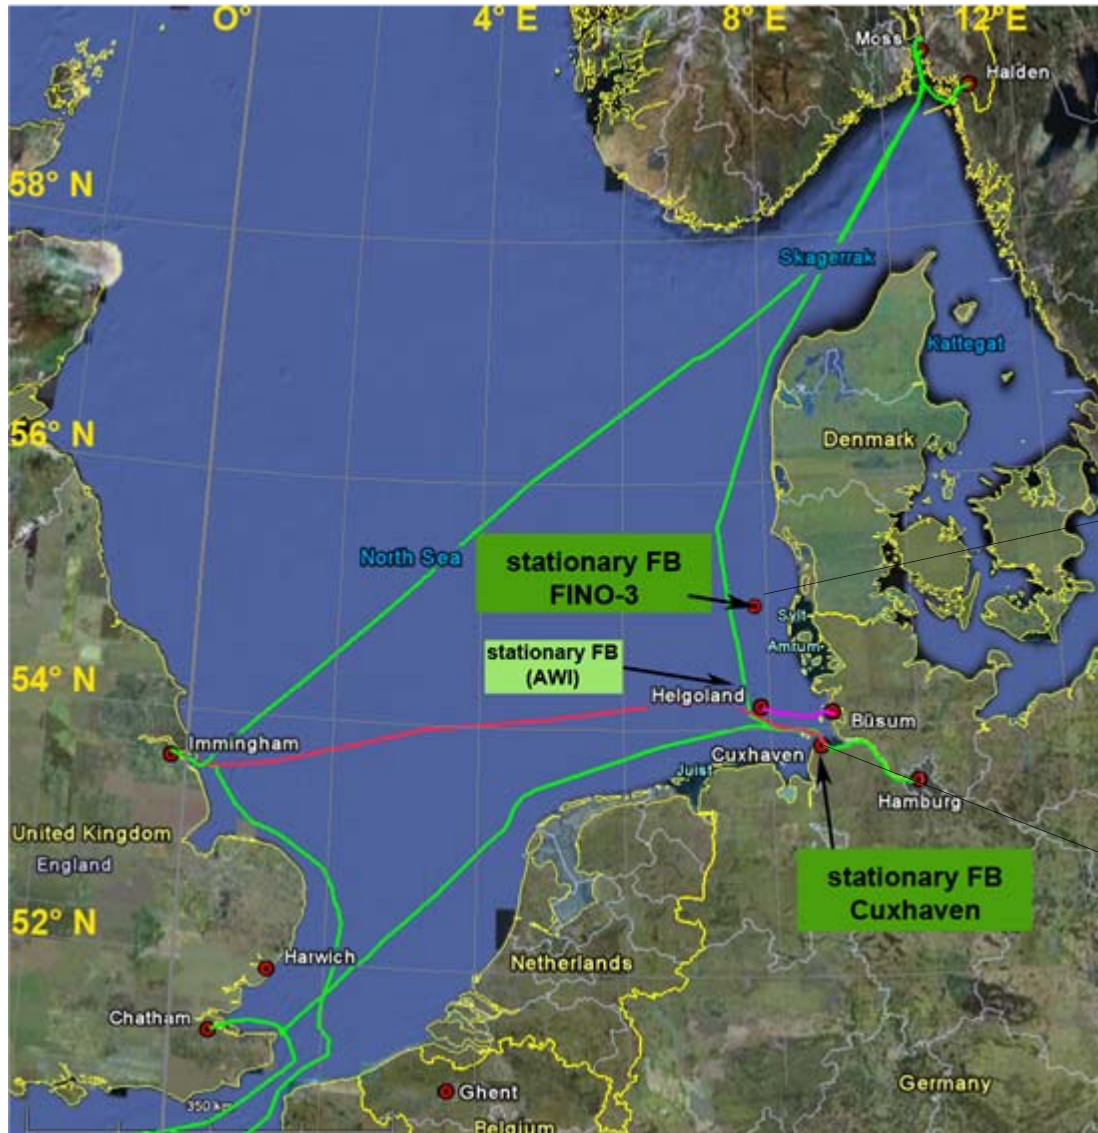 O°
4° E
8° E
12°E
Moss
Halden
58° N
Skagerrak
Kattegat
56° N
Denmark
North Sea
stationary FB
FINO-3
Sylt
Amrum
stationary FB
(AWI)
54° N
Helgoland
Büsum
Immingham
Cuxhaven
Juist
Hamburg
United Kingdom
England
stationary FB
Cuxhaven
52° N
Harwich
Netherlands
Chatham
Germany
Ghent
350 km
Belgium